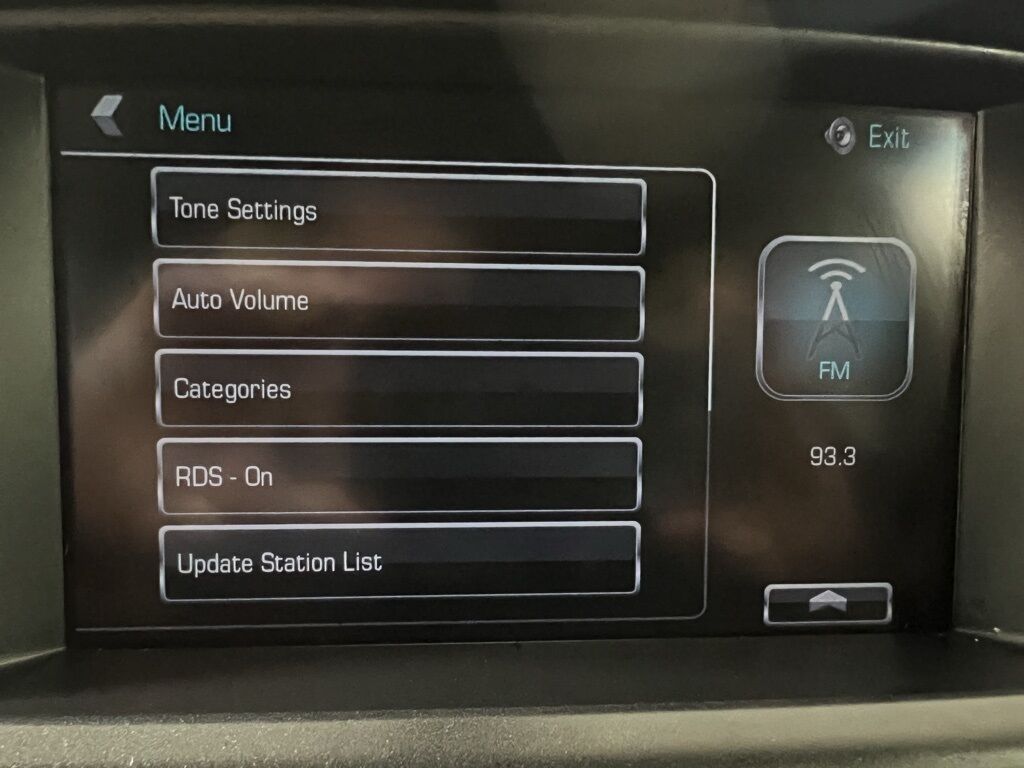 Menu
Exit
Tone Settings
Auto Volume
Categories
RDS - On
Update Station List
FM
93.3